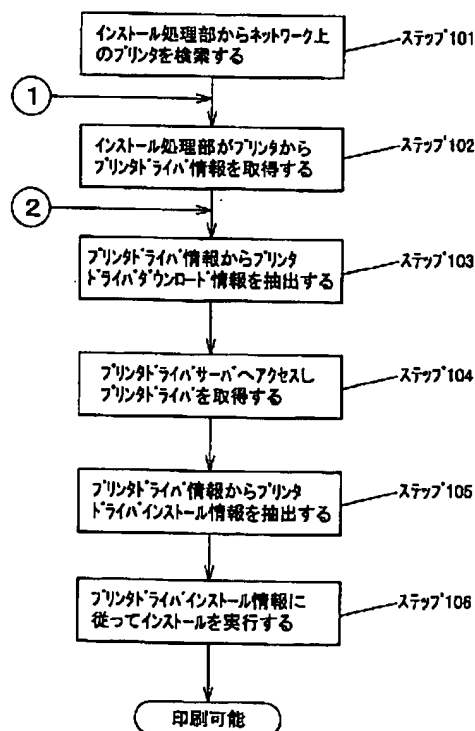 インストール処理部からネットワーク上
のプリンタを検索する
ステップ101
①
インストール処理部がプリンタから
プリンタドライバ情報を取得する
ステップ102
②
プリンタドライバ情報からプリンタ
ドライバダウンロード情報を抽出する
ステップ103
プリンタドライバサーバへアクセスし
プリンタドライバを取得する
ステップ104
プリンタドライバ情報からプリンタ
ドライバインストール情報を抽出する
ステップ105
プリンタドライバインストール情報に
従ってインストールを実行する
ステップ106
印刷可能